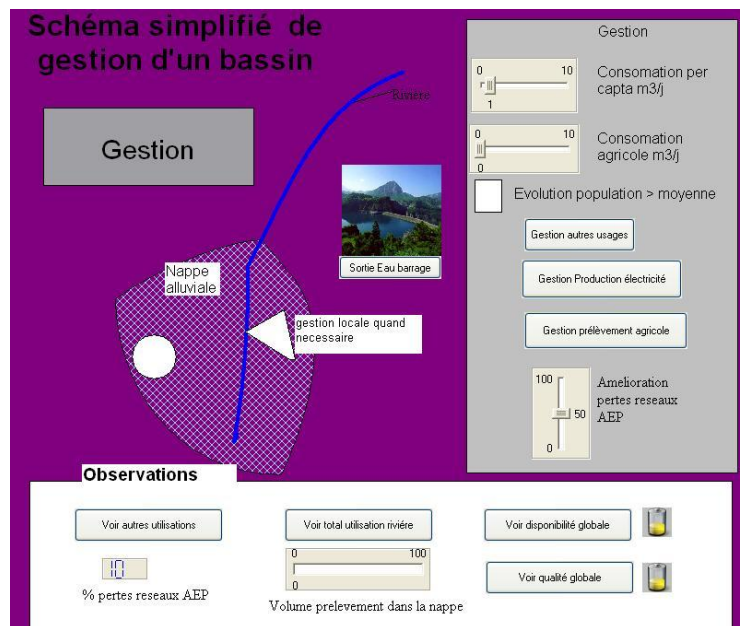 Schéma simplifié de
gestion d'un bassin
Gestion
Rivière
Sortie Eau barrage
Nappe
alluviale
gestion locale quand
necessaire
Gestion
0 10
1
Consomation per
capta m3/j
0 10
0
Consomation
agricole m3/j
Evolution population > moyenne
Gestion autres usages
Gestion Production électricité
Gestion prélèvement agricole
100
50
0
Amelioration
pertes reseaux
AEP
Observations
Voir autres utilisations
Voir total utilisation riviére
Voir disponibilité globale
10
% pertes reseaux AEP
0 100
0
Volume prelevement dans la nappe
Voir qualité globale